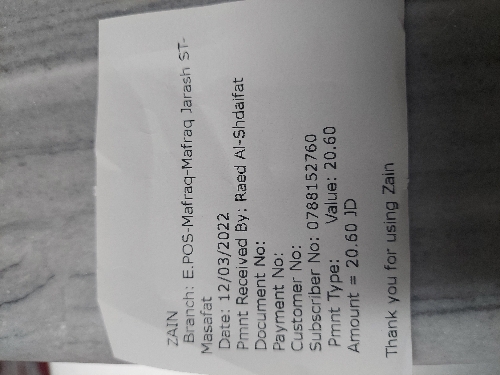 ZAIN
Branch: E.POS-Mafraq-Mafraq Jarash ST-
Masafat
Date: 12/03/2022
Pmnt Received By: Raed Al-Shdaifat
Document No:
Payment No:
Customer No:
Subscriber No: 0788152760
Pmnt Type: Value: 20.60
Amount = 20.60 JD
Thank you for using Zain